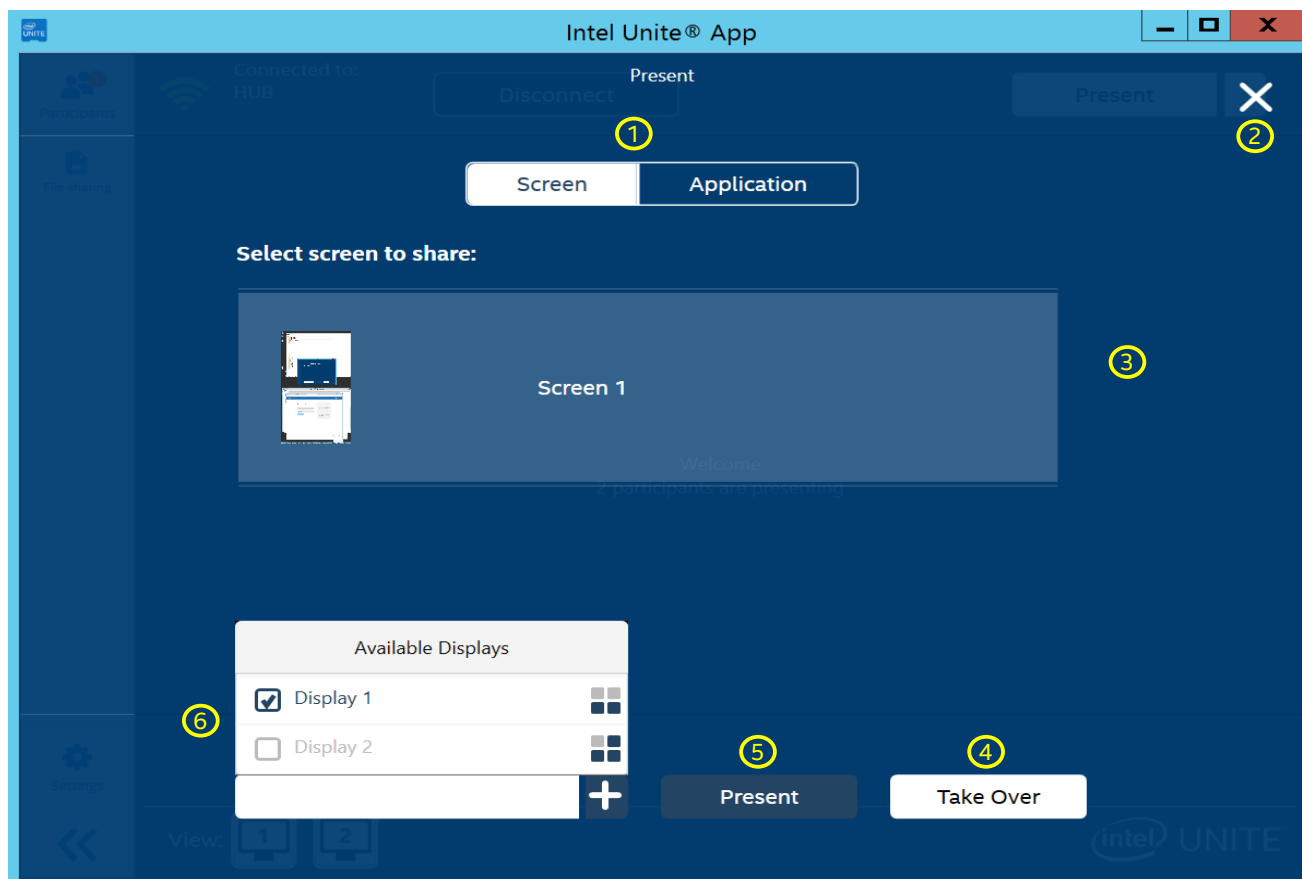 UNITE
Intel Unite® App
X
Participants
Connected to:
HUB
Disconnect
Present
Present
1
2
File sharing
Screen
Application
Select screen to share:
Screen 1
3
Welcome
2 participants are presenting
Available Displays
Display 1
Display 2
6
5
4
Settings
Present
Take Over
View:
1
2
intel UNITE